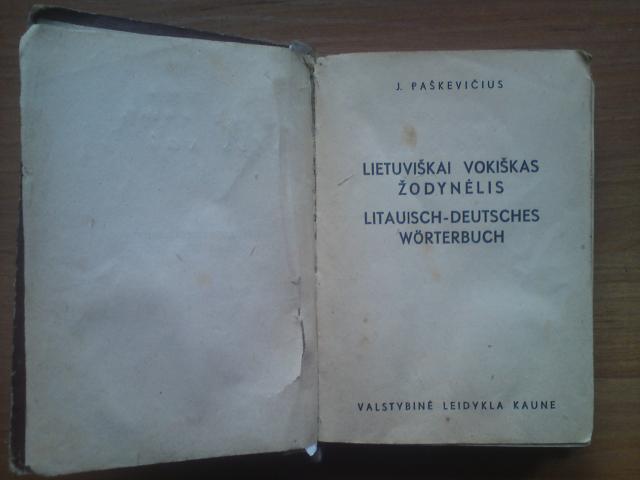 J. PAŠKEVIČIUS
LIETUVIŠKAI VOKIŠKAS
ŽODYNĖLIS
LITAUISCH-DEUTSCHES
WÖRTERBUCH
VALSTYBINĖ LEIDYKLA KAUNE